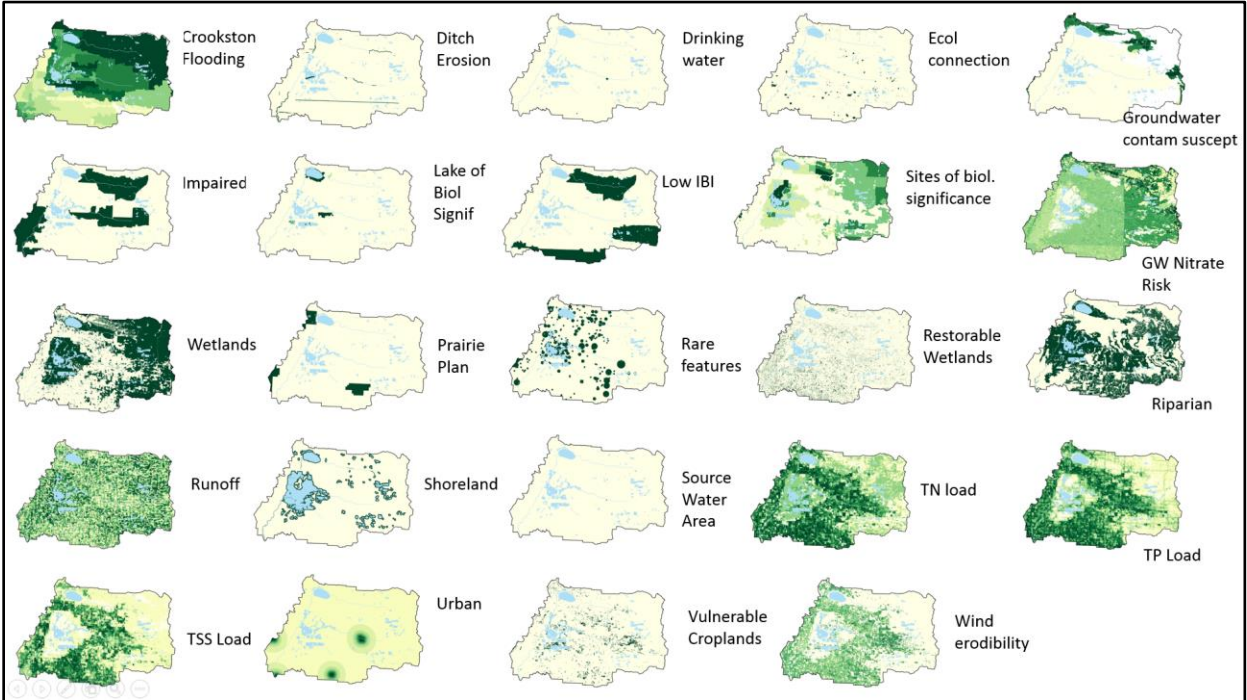 Crookston
Flooding
Ditch
Erosion
Drinking
water
Ecol
connection
Groundwater
contam suscept
Impaired
Lake of
Biol
Signif
Low IBI
Sites of biol.
significance
GW Nitrate
Risk
Wetlands
Prairie
Plan
Rare
features
Restorable
Wetlands
Riparian
Runoff
Shoreland
Source
Water
Area
TN load
TP Load
TSS Load
Urban
Vulnerable
Croplands
Wind
erodibility